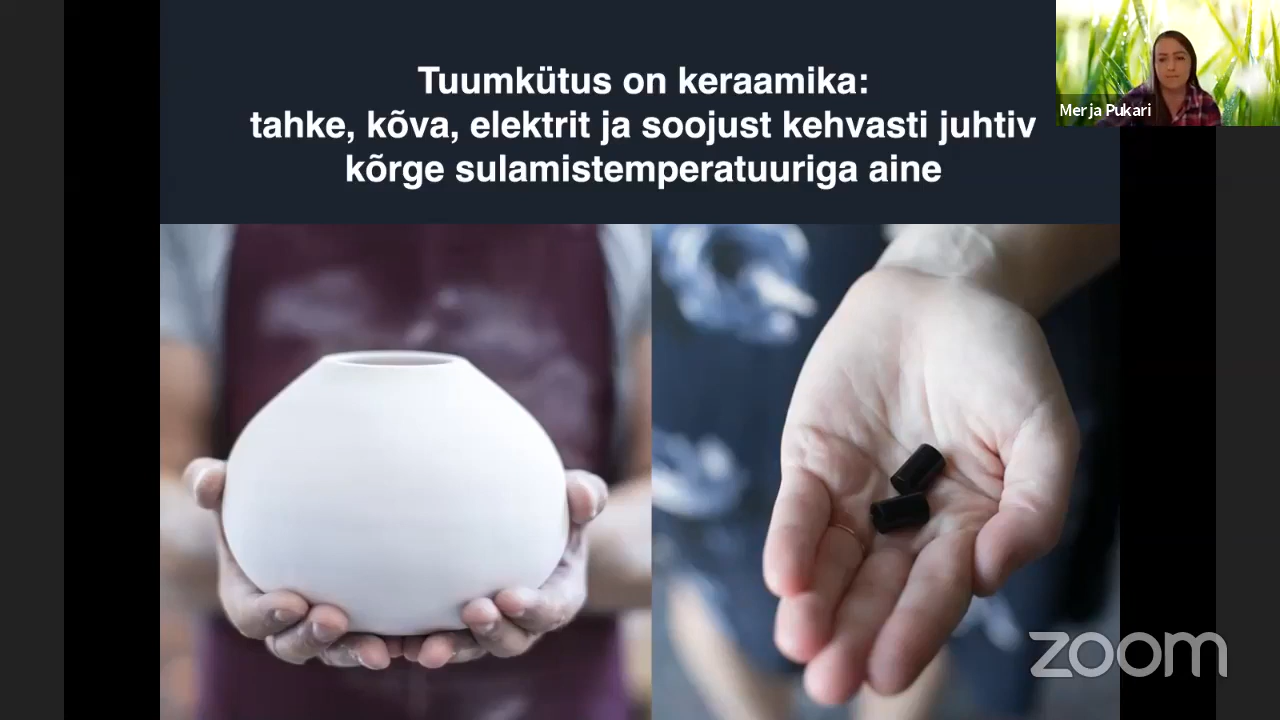 Tuumkütus on keraamika:
tahke, kõva, elektrit ja soojust kehvasti juhtiv
kõrge sulamistemperatuuriga aine
Merja Pukari
zoom